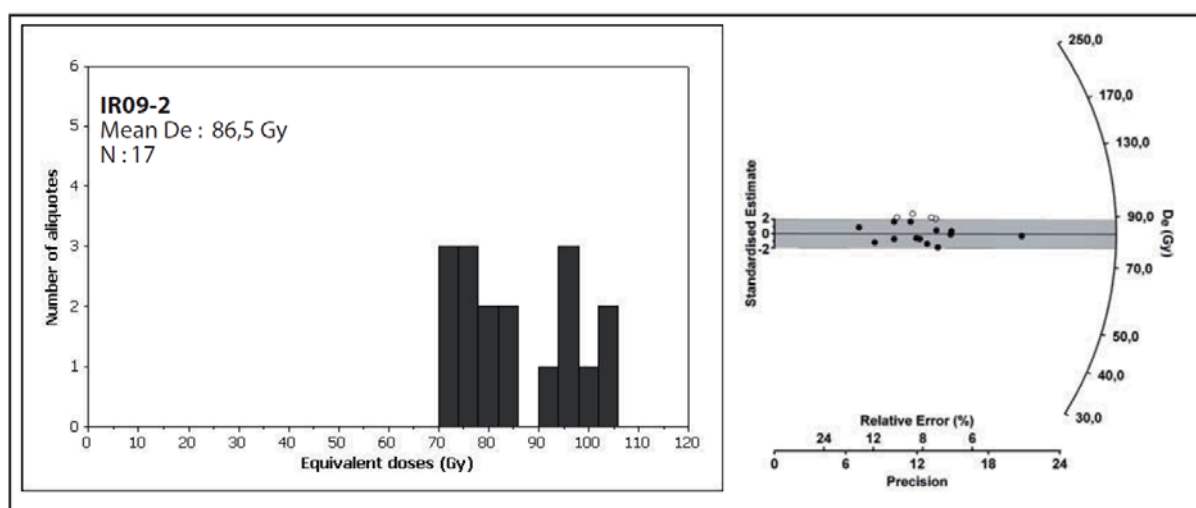 IR09-2
Mean De : 86,5 Gy
N : 17
Number of aliquotes
6
5
4
3
2
1
0
0 10 20 30 40 50 60 70 80 90 100 110 120
Equivalent doses (Gy)
Standardised Estimate
2
0
-2
250,0
170,0
130,0
90,0
70,0
50,0
40,0
30,0
De (Gy)
Relative Error (%)
24 12 8 6
0 6 12 18 24
Precision